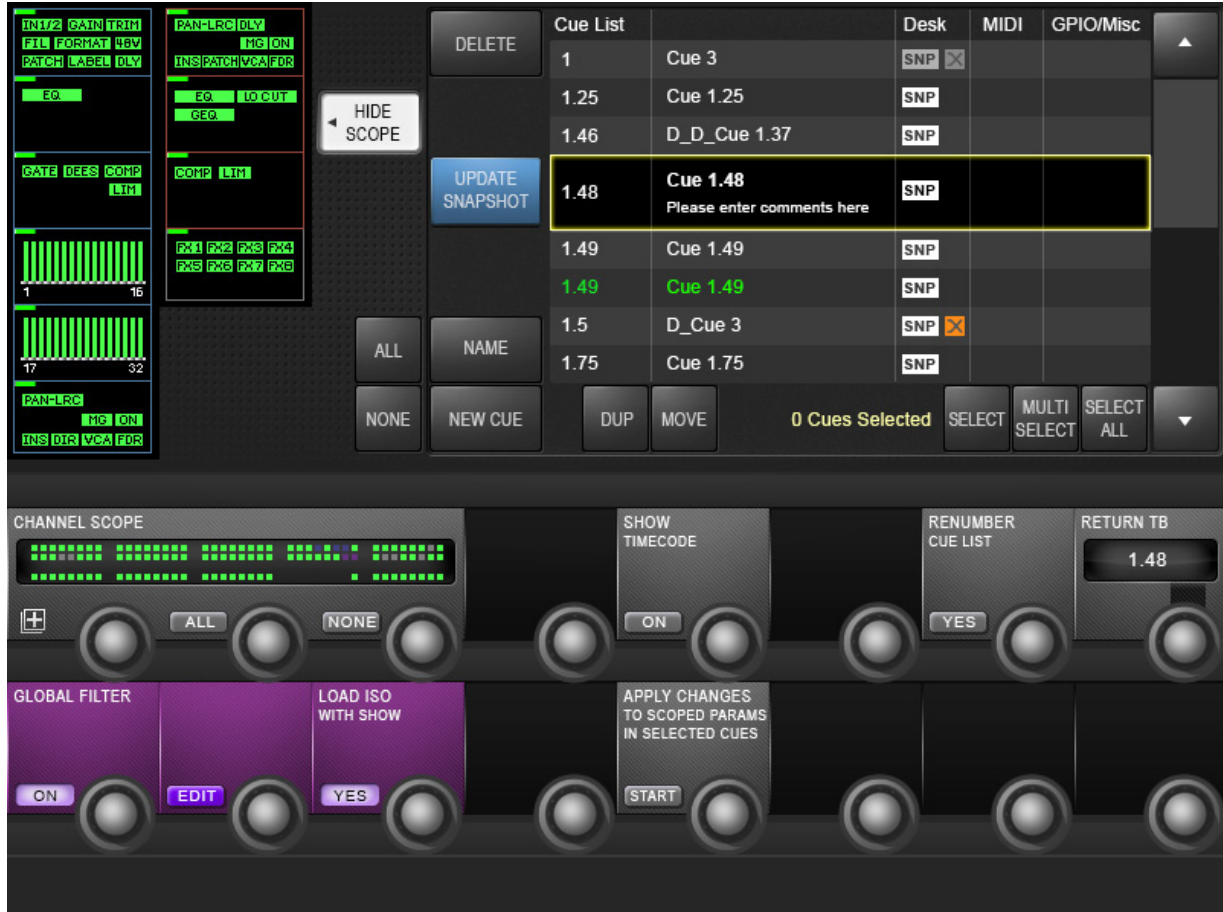 IN1/2 GAIN TRIM
FIL FORMAT 48V
PATCH LABEL DLY
EQ
GATE DEES COMP
LIM
1 16
17 32
PAN-LRC
MG ON
INS DIR VCA FDR
PAN-LRC DLY
MG ON
INS PATCH VCA FDR
EQ LO CUT
GEQ
COMP LIM
FX1 FX2 FX3 FX4
FX5 FX6 FX7 FX8
HIDE
SCOPE
ALL
NONE
DELETE
UPDATE
SNAPSHOT
NAME
NEW CUE
Cue List Desk MIDI GPIO/Misc
1 Cue 3 SNP
1.25 Cue 1.25 SNP
1.46 D_D_Cue 1.37 SNP
1.48 Cue 1.48 SNP
Please enter comments here
1.49 Cue 1.49 SNP
1.49 Cue 1.49 SNP
1.5 D_Cue 3 SNP
1.75 Cue 1.75 SNP
DUP MOVE 0 Cues Selected SELECT
MULTI
SELECT
SELECT
ALL
CHANNEL SCOPE
ALL
NONE
SHOW
TIMECODE
ON
RENUMBER
CUE LIST
YES
RETURN TB
1.48
GLOBAL FILTER
ON
EDIT
LOAD ISO
WITH SHOW
YES
APPLY CHANGES
TO SCOPED PARAMS
IN SELECTED CUES
START